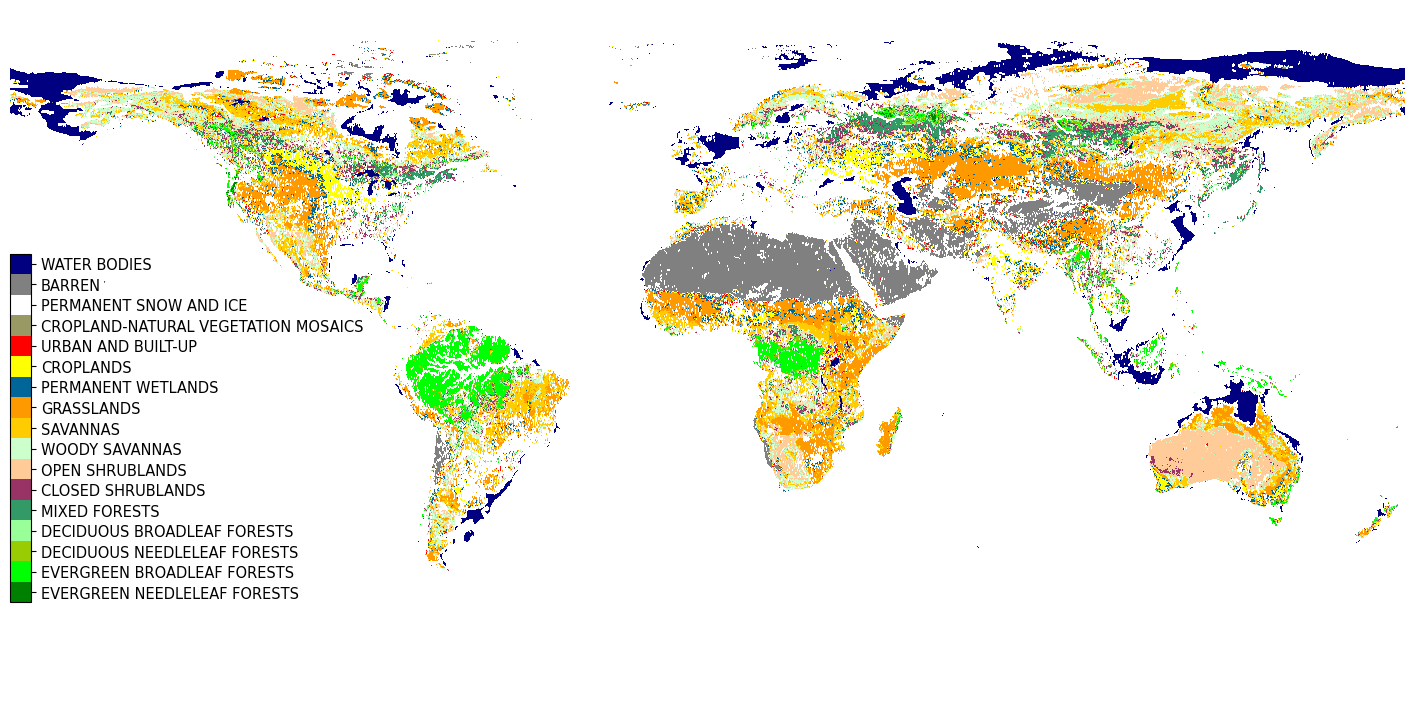 WATER BODIES
BARREN
PERMANENT SNOW AND ICE
CROPLAND-NATURAL VEGETATION MOSAICS
URBAN AND BUILT-UP
CROPLANDS
PERMANENT WETLANDS
GRASSLANDS
SAVANNAS
WOODY SAVANNAS
OPEN SHRUBLANDS
CLOSED SHRUBLANDS
MIXED FORESTS
DECIDUOUS BROADLEAF FORESTS
DECIDUOUS NEEDLELEAF FORESTS
EVERGREEN BROADLEAF FORESTS
EVERGREEN NEEDLELEAF FORESTS